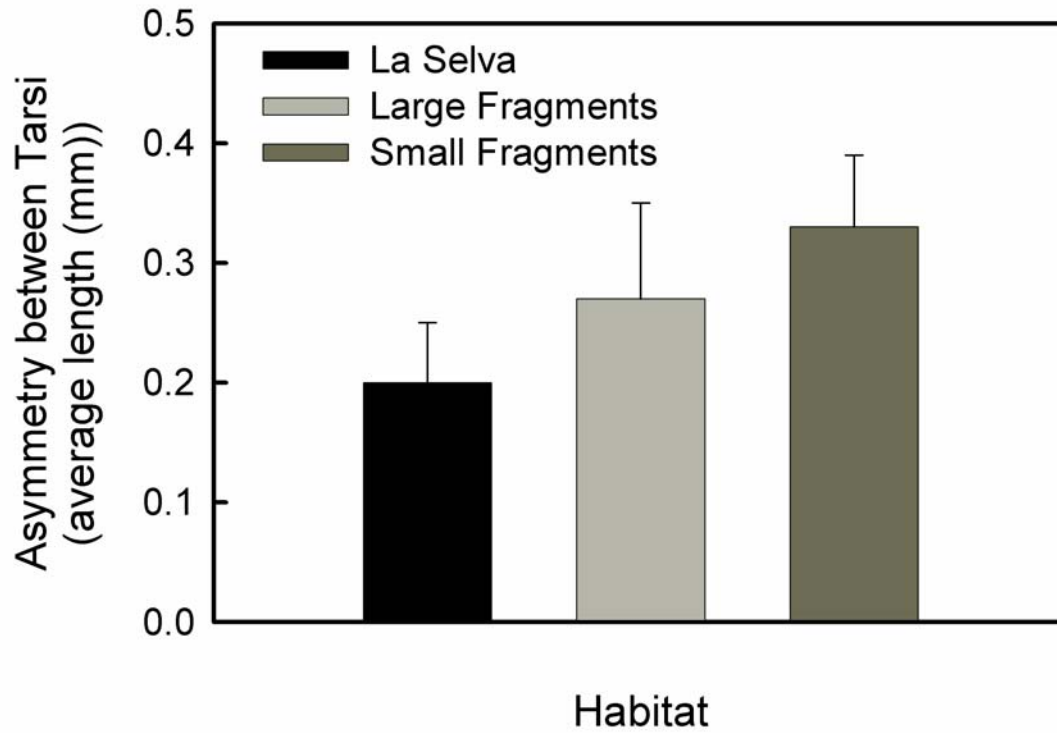 Asymmetry between Tarsi
(average length (mm))
0.5
0.4
0.3
0.2
0.1
0.0
La Selva
Large Fragments
Small Fragments
Habitat